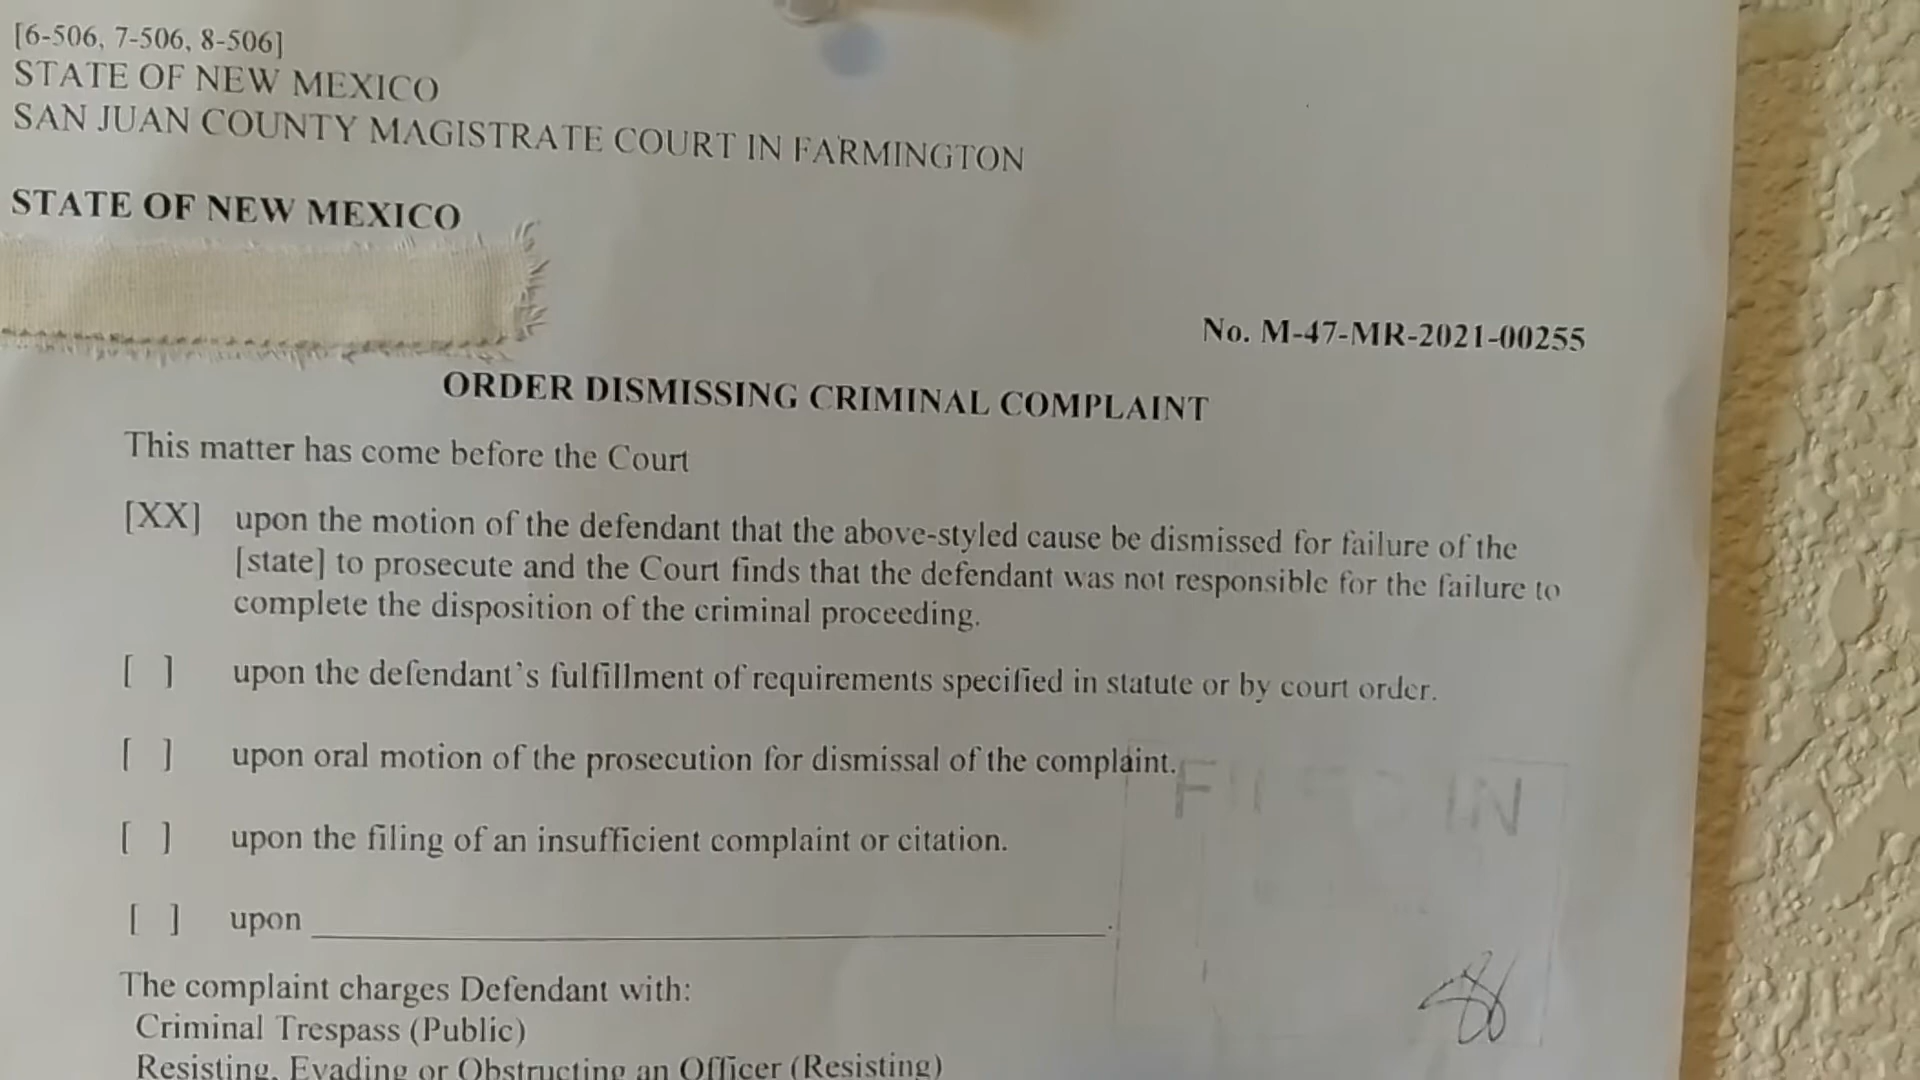 [6-506, 7-506, 8-506]
STATE OF NEW MEXICO
SAN JUAN COUNTY MAGISTRATE COURT IN FARMINGTON
STATE OF NEW MEXICO
No. M-47-MR-2021-00255
ORDER DISMISSING CRIMINAL COMPLAINT
This matter has come before the Court
[XX] upon the motion of the defendant that the above-styled cause be dismissed for failure of the
[state] to prosecute and the Court finds that the defendant was not responsible for the failure to
complete the disposition of the criminal proceeding.
[ ] upon the defendant's fulfillment of requirements specified in statute or by court order.
[ ] upon oral motion of the prosecution for dismissal of the complaint.
FILED IN
[ ] upon the filing of an insufficient complaint or citation.
[ ] upon ____________________.
The complaint charges Defendant with:
Criminal Trespass (Public)
Resisting, Evading or Obstructing an Officer (Resisting)